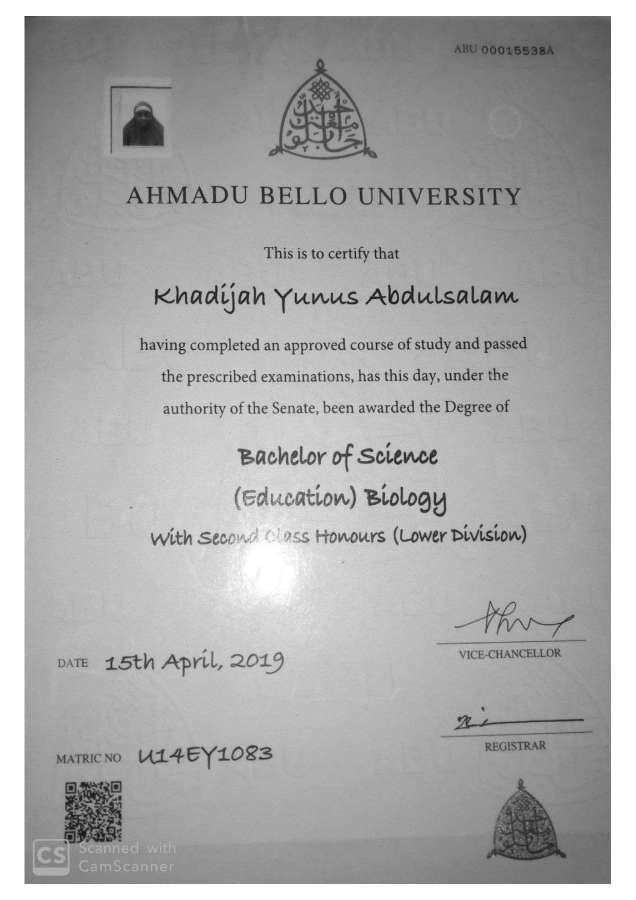 ABU 00015538A
AHMADU BELLO UNIVERSITY
This is to certify that
Khadijah Yunus Abdulsalam
having completed an approved course of study and passed
the prescribed examinations, has this day, under the
authority of the Senate, been awarded the Degree of
Bachelor of Science
(Education) Biology
With Second Class Honours (Lower Division)
VICE-CHANCELLOR
DATE 15th April, 2019
REGISTRAR
MATRIC NO U14EY1083
CS Scanned with
CamScanner